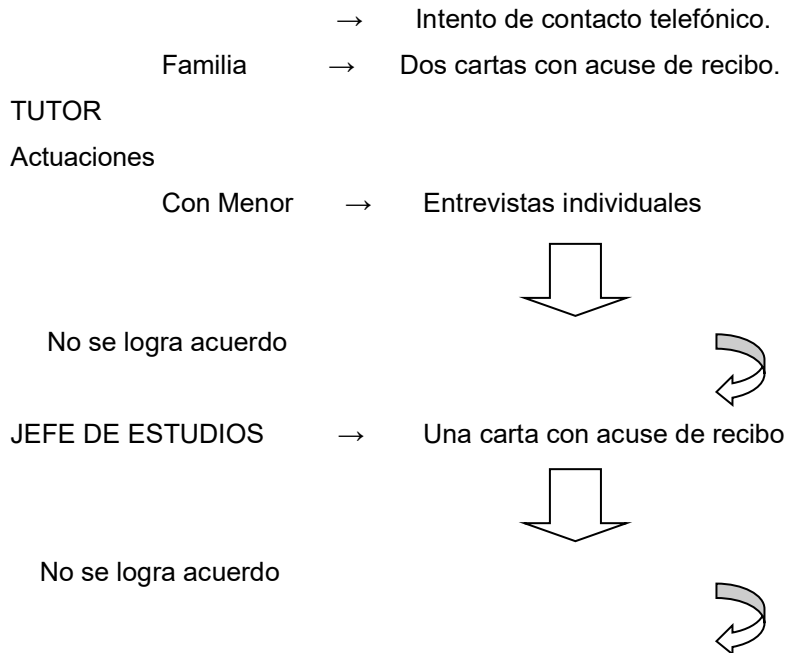 → Intento de contacto telefónico.
Familia → Dos cartas con acuse de recibo.
TUTOR
Actuaciones
Con Menor → Entrevistas individuales
No se logra acuerdo
JEFE DE ESTUDIOS → Una carta con acuse de recibo
No se logra acuerdo